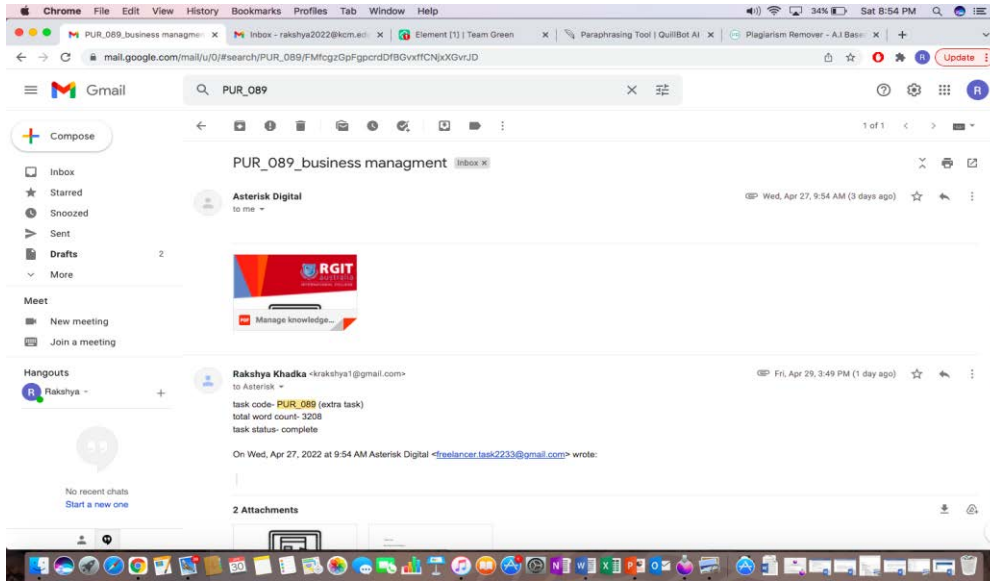 Chrome File Edit View History Bookmarks Profiles Tab Window Help 34% Sat 8:54 PM
PUR_089_business managmen Inbox - rakshya2022@kcm.ed Element [1] | Team Green Paraphrasing Tool | QuillBot AI Plagiarism Remover - A.I Base
mail.google.com/mail/u/0/#search/PUR_089/FMfcgzGpFgpcrdDfBGvxffCNjxXGvrJD R Update
Gmail PUR_089 R
Compose 1 of 1
PUR_089_business managment Inbox x
Inbox
Starred
Snoozed
Sent
Drafts 2
More
Asterisk Digital Wed, Apr 27, 9:54 AM (3 days ago)
to me
RGIT
AUSTRALIA
INTERNATIONAL COLLEGE
PDF Manage knowledge...
Meet
New meeting
Join a meeting
Hangouts
R Rakshya
No recent chats
Start a new one
Rakshya Khadka <krakshya1@gmail.com> Fri, Apr 29, 3:49 PM (1 day ago)
to Asterisk
task code- PUR_089 (extra task)
total word count- 3208
task status- complete
On Wed, Apr 27, 2022 at 9:54 AM Asterisk Digital <freelancer.task2233@gmail.com> wrote:
2 Attachments